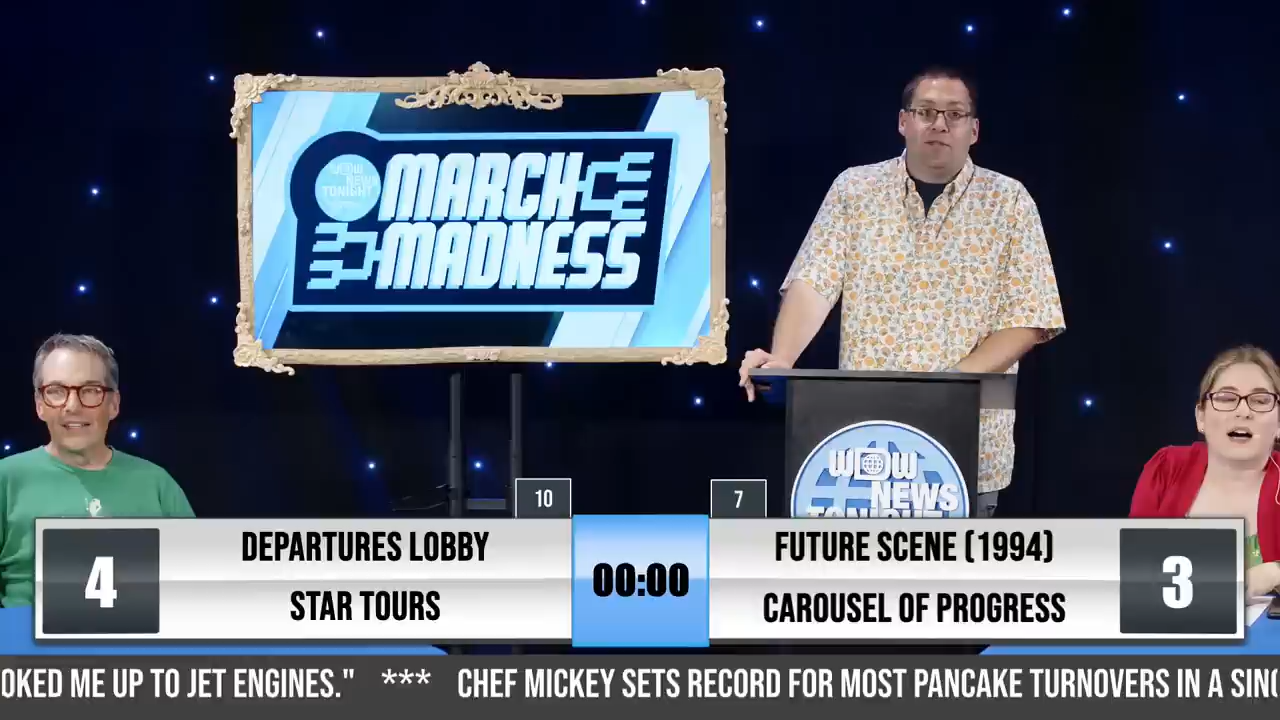 WDW
NEWS
TONIGHT
MARCH
MADNESS
WDW
NEWS
TONIGHT
10
7
4
DEPARTURES LOBBY
STAR TOURS
00:00
FUTURE SCENE (1994)
CAROUSEL OF PROGRESS
3
OKED ME UP TO JET ENGINES." *** CHEF MICKEY SETS RECORD FOR MOST PANCAKE TURNOVERS IN A SING